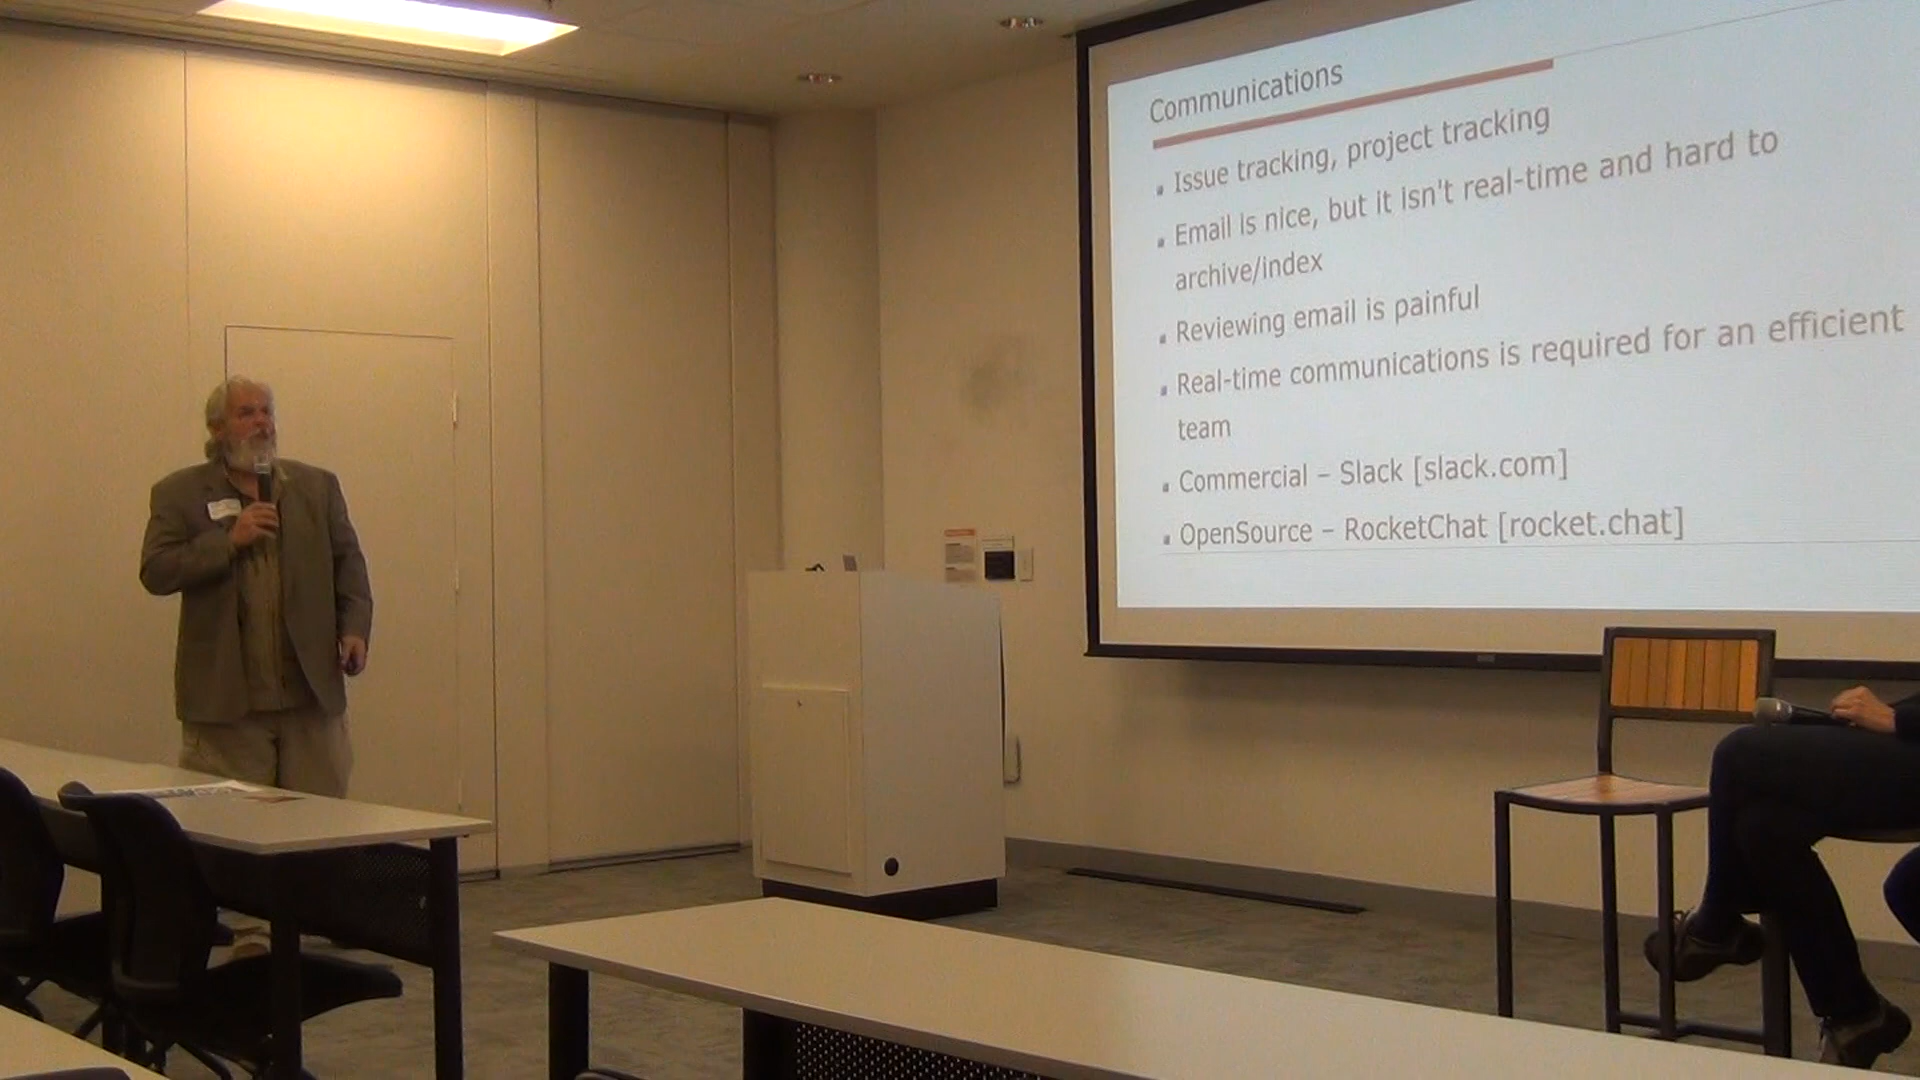 Communications
Issue tracking, project tracking
Email is nice, but it isn't real-time and hard to
archive/index
Reviewing email is painful
Real-time communications is required for an efficient
team
Commercial – Slack [slack.com]
OpenSource – RocketChat [rocket.chat]